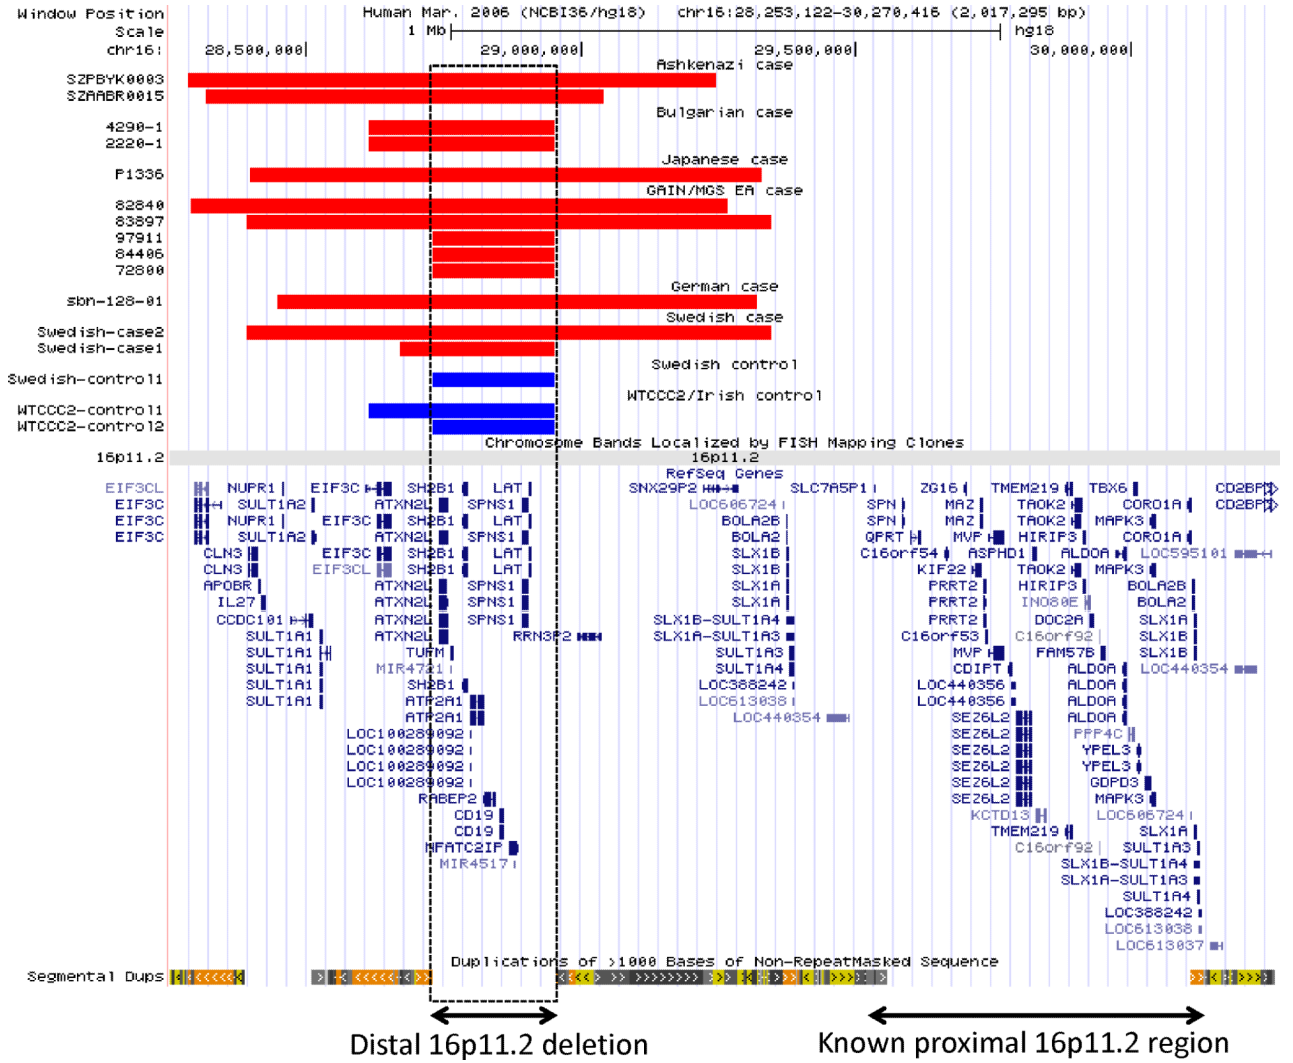 Window Position Human Mar. 2006 (NCBI36/hg18) chr16:28,253,122-30,270,416 (2,017,295 bp)
Scale 1 Mb hg18
chr16: 28,500,000 29,000,000 29,500,000 30,000,000
Ashkenazi case
SZPBYK0003
SZAABR0015
Bulgarian case
4290-1
2220-1
Japanese case
P1336
GAIN/MGS EA case
82840
83897
97911
84406
72800
German case
sbn-128-01
Swedish case
Swedish-case2
Swedish-case1
Swedish control
Swedish-control1
WTCCC2/Irish control
WTCCC2-control1
WTCCC2-control2
Chromosome Bands Localized by FISH Mapping Clones
16p11.2 16p11.2
RefSeq Genes
EIF3CL NUPR1 EIF3C SH2B1 LAT SNX29P2 SLC7A5P1 ZG16 TMEM219 TBX6 CD2BP2
EIF3C SULT1A2 ATXN2L SPNS1 LOC606724 SPN MAZ TAOK2 CORO1A CD2BP2
EIF3C NUPR1 EIF3C SH2B1 LAT BOLA2B SPN MAZ TAOK2 MAPK3
EIF3C SULT1A2 ATXN2L SPNS1 BOLA2 QPRT MVP HIRIP3 CORO1A
CLN3 EIF3C SH2B1 LAT SLX1B C16orf54 ASPHD1 ALDOA LOC595101
CLN3 EIF3CL SH2B1 LAT SLX1B KIF22 TAOK2 MAPK3
APOBR ATXN2L SPNS1 SLX1A PRRT2 HIRIP3 BOLA2B
IL27 ATXN2L SPNS1 SLX1A PRRT2 INO80E BOLA2
CCDC101 ATXN2L SPNS1 SLX1B-SULT1A4 PRRT2 DOC2A SLX1A
SULT1A1 ATXN2L RRN3P2 SLX1A-SULT1A3 C16orf53 C16orf92 SLX1B
SULT1A1 TUFM SULT1A3 MVP FAM57B SLX1B
SULT1A1 MIR4721 SULT1A4 CDIPT ALDOA LOC440354
SULT1A1 SH2B1 LOC388242 LOC440356 ALDOA
SULT1A1 ATP2A1 LOC613038 LOC440356 ALDOA
ATP2A1 LOC440354 SEZ6L2 ALDOA
LOC100289092 SEZ6L2 PPP4C
LOC100289092 SEZ6L2 YPEL3
LOC100289092 SEZ6L2 YPEL3
LOC100289092 SEZ6L2 GDPD3
RABEP2 SEZ6L2 MAPK3
CD19 KCTD13 LOC606724
CD19 TMEM219 SLX1A
NFATC2IP C16orf92 SULT1A3
MIR4517 SLX1B-SULT1A4
SLX1A-SULT1A3
SULT1A4
LOC388242
LOC613038
LOC613037
Duplications of >1000 Bases of Non-RepeatMasked Sequence
Segmental Dups
Distal 16p11.2 deletion Known proximal 16p11.2 region